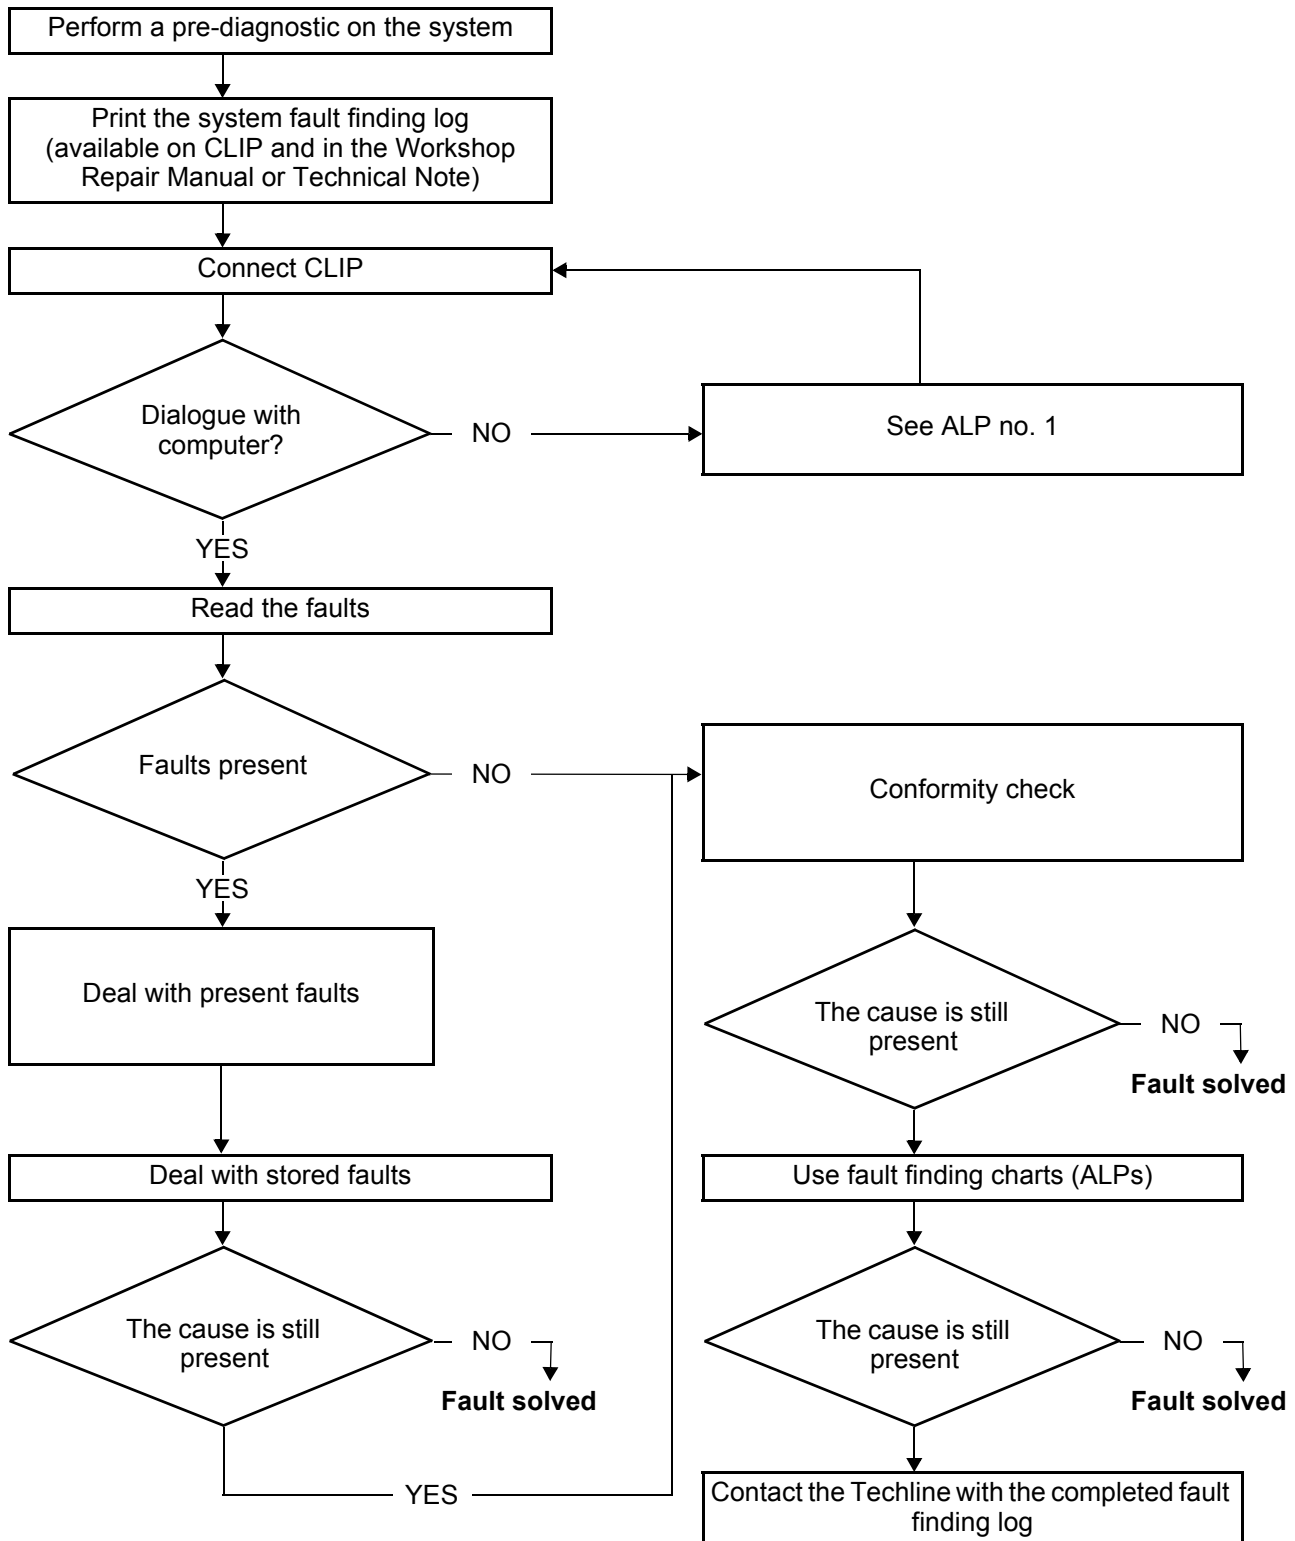 Perform a pre-diagnostic on the system
Print the system fault finding log
(available on CLIP and in the Workshop
Repair Manual or Technical Note)
Connect CLIP
Dialogue with
computer?
NO
See ALP no. 1
YES
Read the faults
Faults present
NO
Conformity check
YES
Deal with present faults
The cause is still
present
NO
Fault solved
Deal with stored faults
Use fault finding charts (ALPs)
The cause is still
present
NO
Fault solved
The cause is still
present
NO
Fault solved
YES
Contact the Techline with the completed fault
finding log